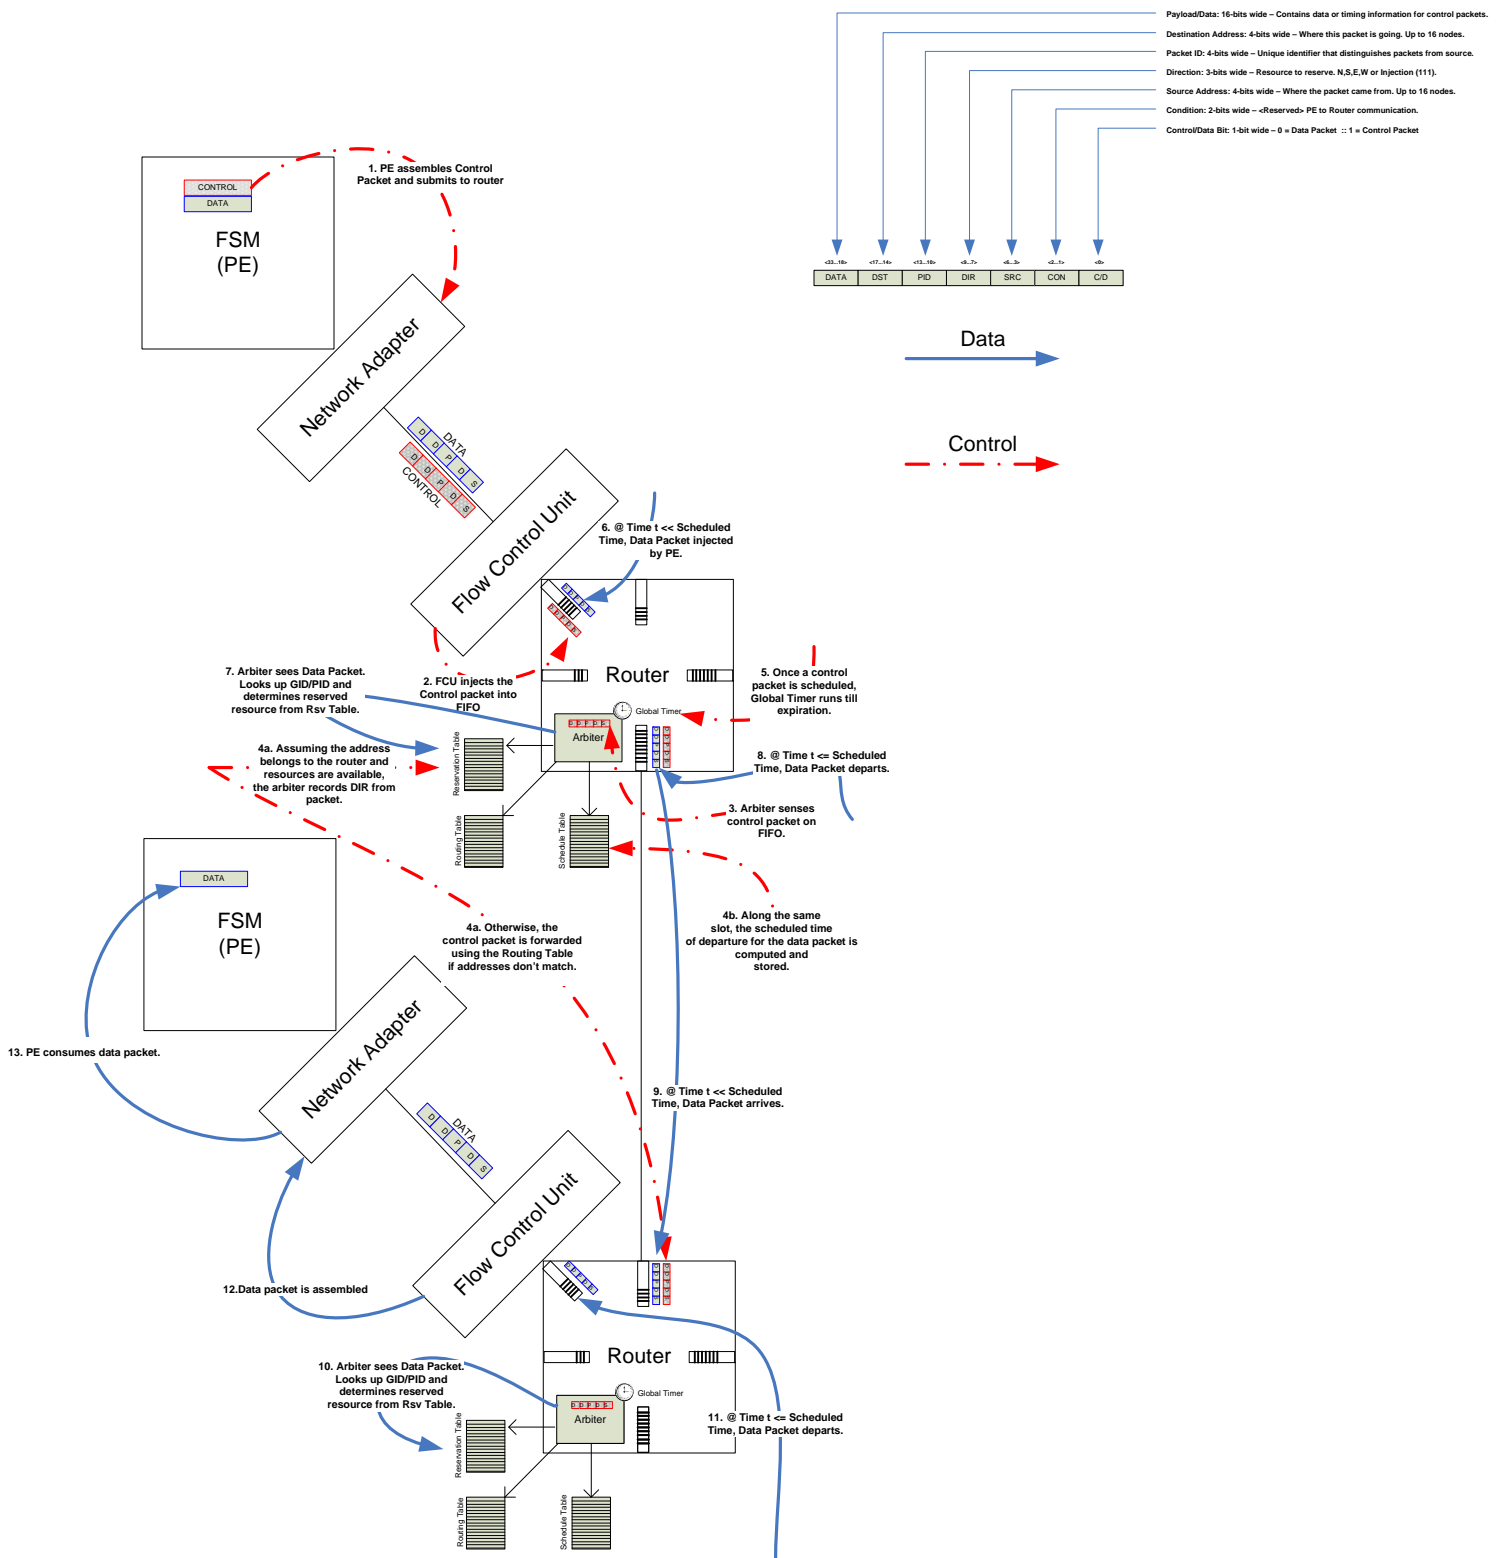 Payload/Data: 16-bits wide – Contains data or timing information for control packets.
Destination Address: 4-bits wide – Where this packet is going. Up to 16 nodes.
Packet ID: 4-bits wide – Unique identifier that distinguishes packets from source.
Direction: 3-bits wide – Resource to reserve. N,S,E,W or Injection (111).
Source Address: 4-bits wide – Where the packet came from. Up to 16 nodes.
Condition: 2-bits wide – <Reserved> PE to Router communication.
Control/Data Bit: 1-bit wide – 0 = Data Packet :: 1 = Control Packet
<33...18> <17...14> <13...10> <9...7> <6...3> <2...1> <0>
DATA DST PID DIR SRC CON C/D
Data
Control
1. PE assembles Control
Packet and submits to router
CONTROL
DATA
FSM
(PE)
Network Adapter
DATA
D D P D S
D D P D S
CONTROL
Flow Control Unit
6. @ Time t << Scheduled
Time, Data Packet injected
by PE.
D D P D S
D D P D S
Router
2. FCU injects the
Control packet into
FIFO
7. Arbiter sees Data Packet.
Looks up GID/PID and
determines reserved
resource from Rsv Table.
5. Once a control
packet is scheduled,
Global Timer runs till
expiration.
Global Timer
D D P D S
Arbiter
D D P D S
D D P D S
Reservation Table
Routing Table
Schedule Table
4a. Assuming the address
belongs to the router and
resources are available,
the arbiter records DIR from
packet.
8. @ Time t <= Scheduled
Time, Data Packet departs.
3. Arbiter senses
control packet on
FIFO.
4b. Along the same
slot, the scheduled time
of departure for the data packet is
computed and
stored.
4a. Otherwise, the
control packet is forwarded
using the Routing Table
if addresses don't match.
DATA
FSM
(PE)
13. PE consumes data packet.
Network Adapter
DATA
D D P D S
Flow Control Unit
9. @ Time t << Scheduled
Time, Data Packet arrives.
12.Data packet is assembled
D D P D S
D D P D S
D D P D S
Router
10. Arbiter sees Data Packet.
Looks up GID/PID and
determines reserved
resource from Rsv Table.
Global Timer
D D P D S
Arbiter
11. @ Time t <= Scheduled
Time, Data Packet departs.
Reservation Table
Routing Table
Schedule Table